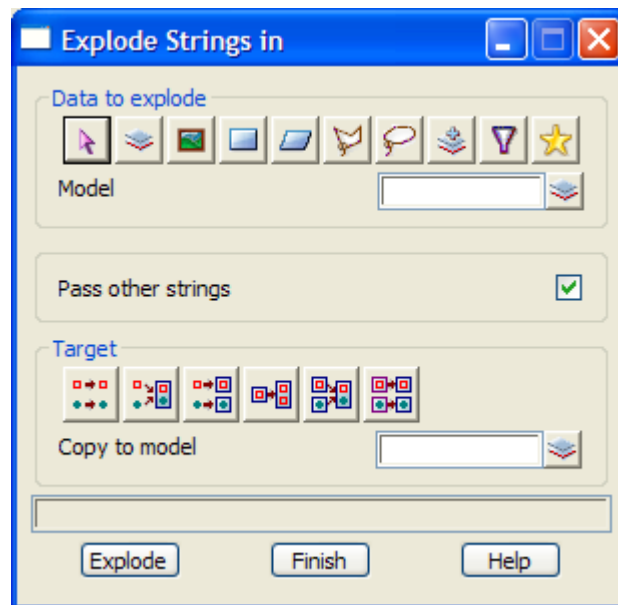 Explode Strings in
Data to explode
Model
Pass other strings
Target
Copy to model
Explode Finish Help